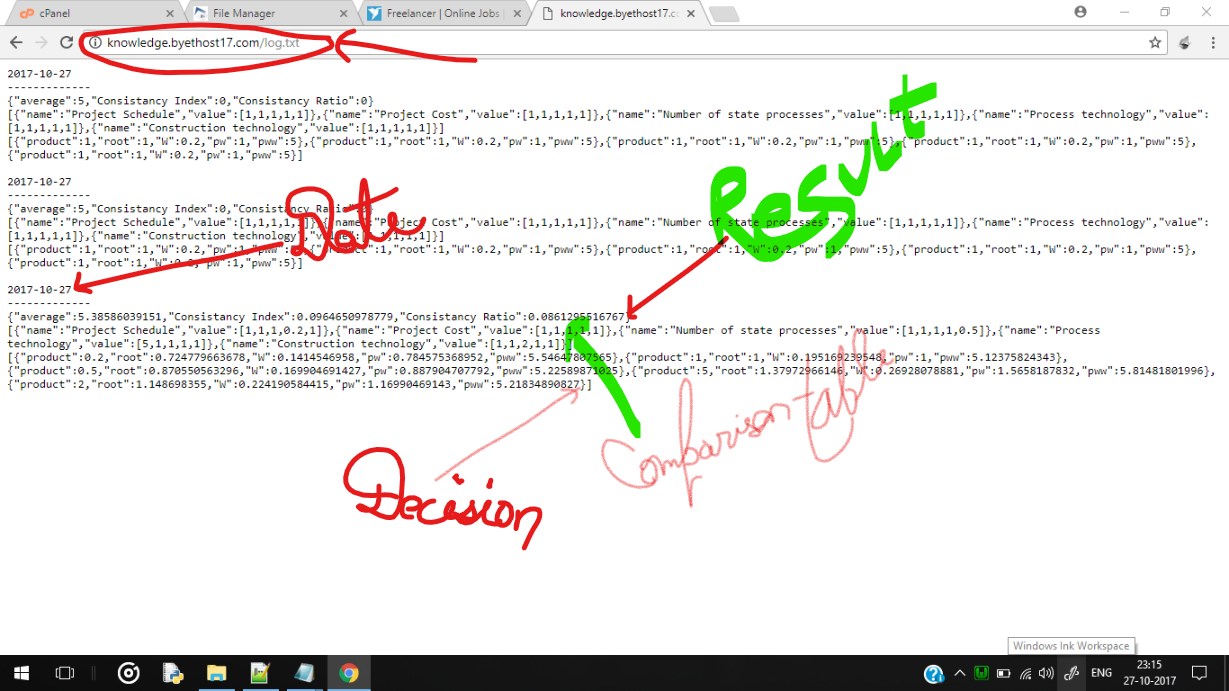 cPanel
File Manager
Freelancer | Online Jobs |
knowledge.byethost17.co
knowledge.byethost17.com/log.txt
2017-10-27
-------------
{"average":5,"Consistancy Index":0,"Consistancy Ratio":0}
[{"name":"Project Schedule","value":[1,1,1,1,1]},{"name":"Project Cost","value":[1,1,1,1,1]},{"name":"Number of state processes","value":[1,1,1,1,1]},{"name":"Process technology","value":
[1,1,1,1,1]},{"name":"Construction technology","value":[1,1,1,1,1]}]
[{"product":1,"root":1,"W":0.2,"pw":1,"pww":5},{"product":1,"root":1,"W":0.2,"pw":1,"pww":5},{"product":1,"root":1,"W":0.2,"pw":1,"pww":5},{"product":1,"root":1,"W":0.2,"pw":1,"pww":5},
{"product":1,"root":1,"W":0.2,"pw":1,"pww":5}]
2017-10-27
-------------
{"average":5,"Consistancy Index":0,"Consistancy Ratio":0}
[{"name":"Project Schedule","value":[1,1,1,1,1]},{"name":"Project Cost","value":[1,1,1,1,1]},{"name":"Number of state processes","value":[1,1,1,1,1]},{"name":"Process technology","value":
[1,1,1,1,1]},{"name":"Construction technology","value":[1,1,1,1,1]}]
[{"product":1,"root":1,"W":0.2,"pw":1,"pww":5},{"product":1,"root":1,"W":0.2,"pw":1,"pww":5},{"product":1,"root":1,"W":0.2,"pw":1,"pww":5},{"product":1,"root":1,"W":0.2,"pw":1,"pww":5},
{"product":1,"root":1,"W":0.2,"pw":1,"pww":5}]
Date
Result
2017-10-27
-------------
{"average":5.38586039151,"Consistancy Index":0.0964650978779,"Consistancy Ratio":0.0861295516767}
[{"name":"Project Schedule","value":[1,1,1,0.2,1]},{"name":"Project Cost","value":[1,1,1,1,1]},{"name":"Number of state processes","value":[1,1,1,1,0.5]},{"name":"Process
technology","value":[5,1,1,1,1]},{"name":"Construction technology","value":[1,1,2,1,1]}]
[{"product":0.2,"root":0.724779663678,"W":0.1414546958,"pw":0.784575368952,"pww":5.54647807565},{"product":1,"root":1,"W":0.195169239548,"pw":1,"pww":5.12375824343},
{"product":0.5,"root":0.870550563296,"W":0.169904691427,"pw":0.887904707792,"pww":5.22589871025},{"product":5,"root":1.37972966146,"W":0.26928078881,"pw":1.5658187832,"pww":5.81481801996},
{"product":2,"root":1.148698355,"W":0.224190584415,"pw":1.16990469143,"pww":5.21834890827}]
Comparison table
Decision
Windows Ink Workspace
ENG
23:15
27-10-2017